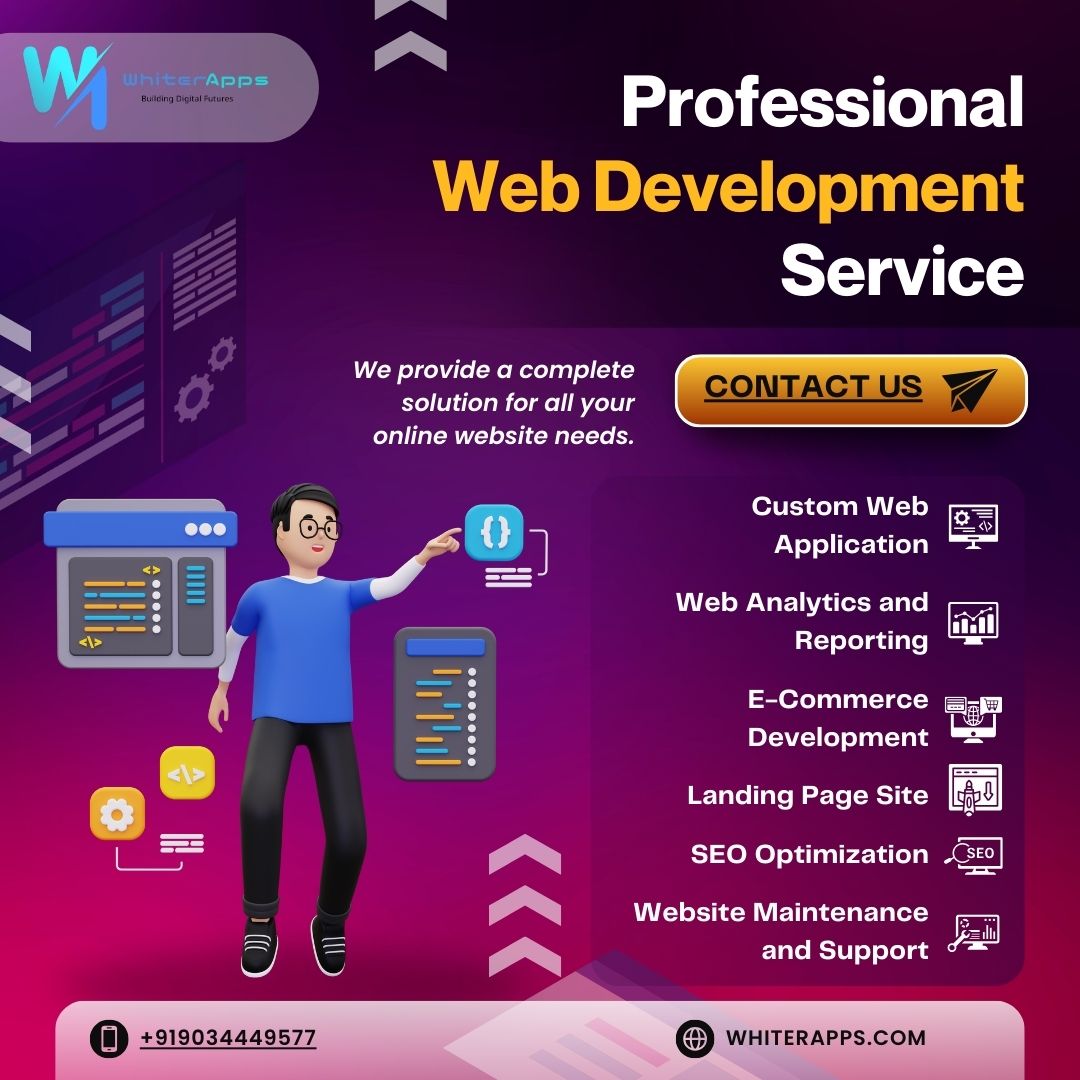 WhiterApps
Building Digital Futures
Professional
Web Development
Service
We provide a complete
solution for all your
online website needs.
CONTACT US
Custom Web
Application
Web Analytics and
Reporting
E-Commerce
Development
Landing Page Site
SEO Optimization
SEO
Website Maintenance
and Support
+919034449577
WHITERAPPS.COM